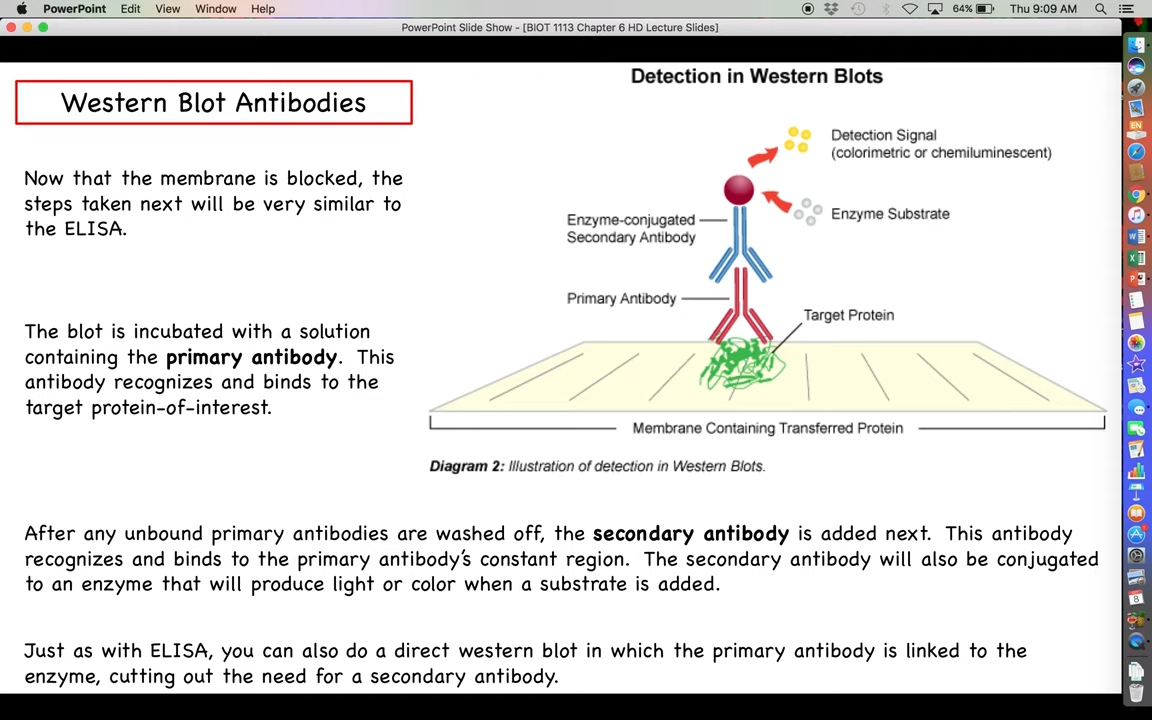 PowerPoint File Edit View Window Help
64% Thu 9:09 AM
PowerPoint Slide Show - [BIOT 1113 Chapter 6 HD Lecture Slides]
Western Blot Antibodies
Now that the membrane is blocked, the
steps taken next will be very similar to
the ELISA.
The blot is incubated with a solution
containing the primary antibody. This
antibody recognizes and binds to the
target protein-of-interest.
Detection in Western Blots
Detection Signal
(colorimetric or chemiluminescent)
Enzyme-conjugated
Secondary Antibody
Enzyme Substrate
Primary Antibody
Target Protein
Membrane Containing Transferred Protein
Diagram 2: Illustration of detection in Western Blots.
After any unbound primary antibodies are washed off, the secondary antibody is added next. This antibody
recognizes and binds to the primary antibody's constant region. The secondary antibody will also be conjugated
to an enzyme that will produce light or color when a substrate is added.
Just as with ELISA, you can also do a direct western blot in which the primary antibody is linked to the
enzyme, cutting out the need for a secondary antibody.